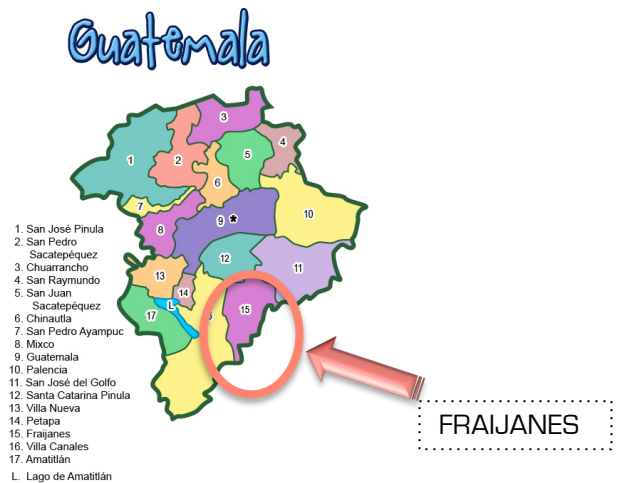 Guatemala
3
4
1
2
5
6
7
10
8
9 *
12
11
13
14
L
17
15
1. San José Pinula
2. San Pedro
Sacatepéquez
3. Chuarrancho
4. San Raymundo
5. San Juan
Sacatepéquez
6. Chinautla
7. San Pedro Ayampuc
8. Mixco
9. Guatemala
10. Palencia
11. San José del Golfo
12. Santa Catarina Pinula
13. Villa Nueva
14. Petapa
15. Fraijanes
16. Villa Canales
17. Amatitlán
L. Lago de Amatitlán
FRAIJANES